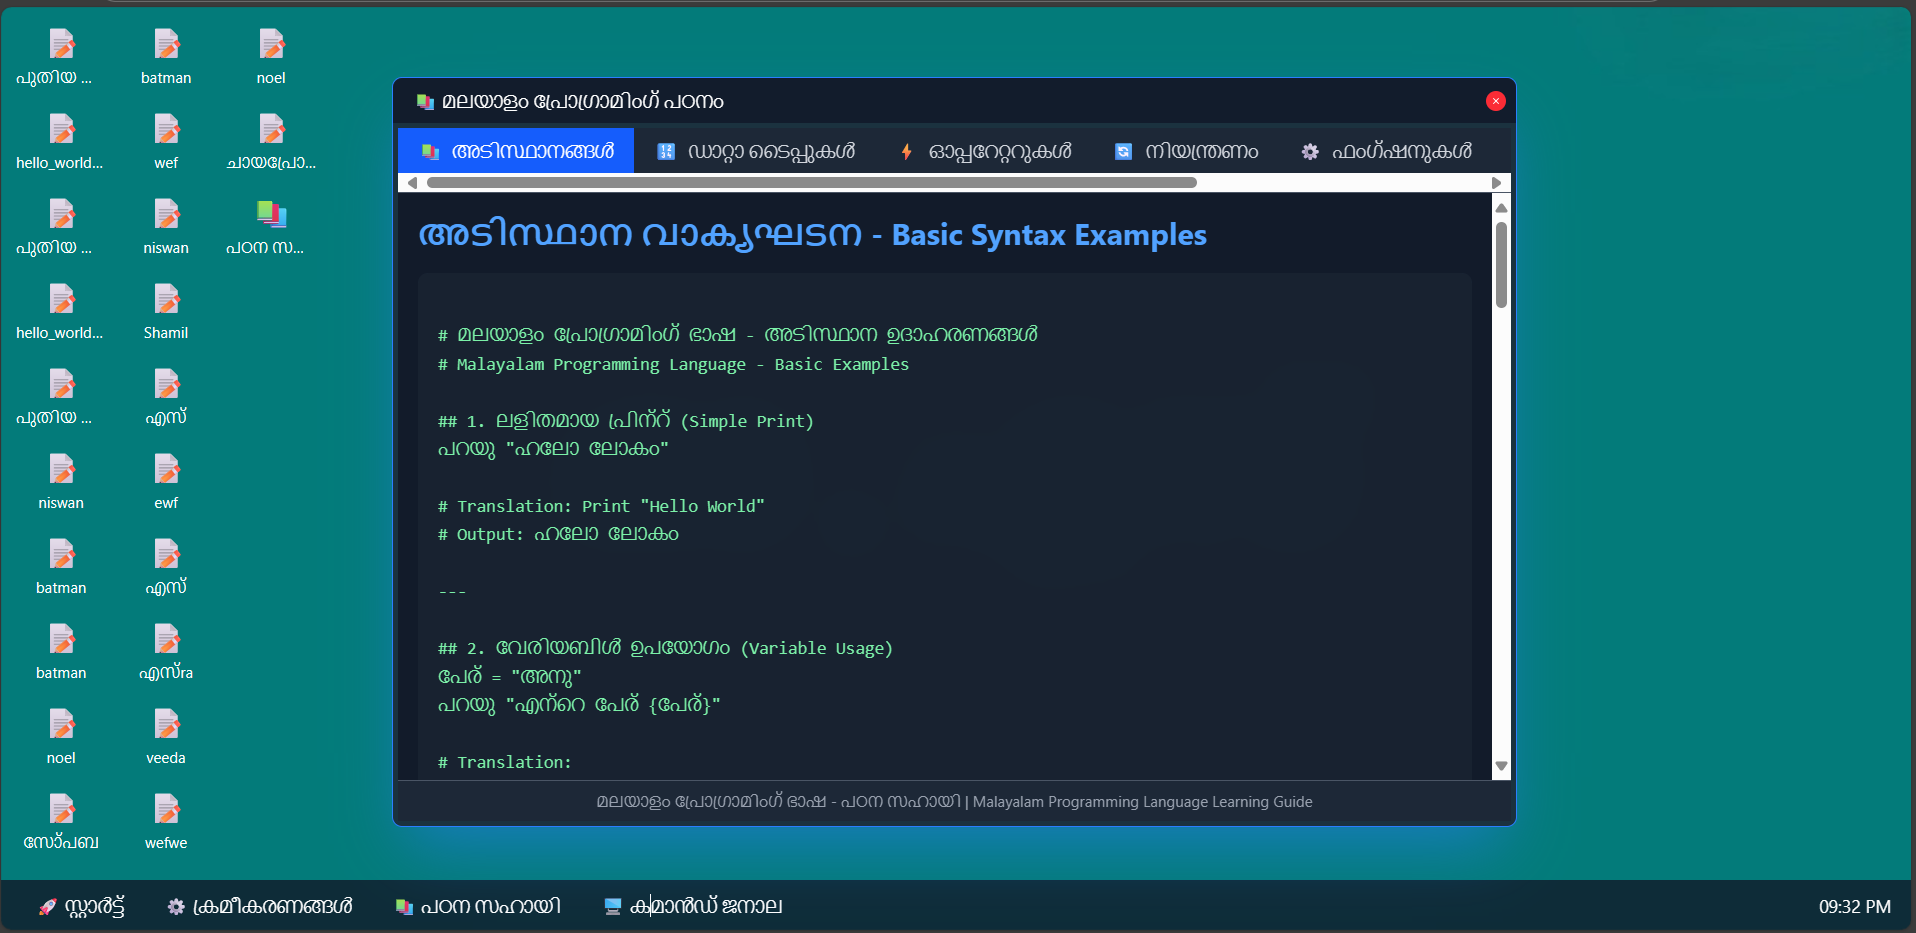 പുതിയ ...
batman
noel
hello_world...
wef
ചായപ്രോ...
പുതിയ ...
niswan
പഠന സ...
hello_world...
Shamil
പുതിയ ...
എസ്
niswan
ewf
batman
എസ്
batman
എസ്ra
noel
veeda
സോ്പബ
wefwe
മലയാളം പ്രോഗ്രാമിംഗ് പഠനം
അടിസ്ഥാനങ്ങൾ
ഡാറ്റാ ടൈപ്പുകൾ
ഓപ്പറേറ്ററുകൾ
നിയന്ത്രണം
ഫംഗ്ഷനുകൾ
അടിസ്ഥാന വാക്യഘടന - Basic Syntax Examples
# മലയാളം പ്രോഗ്രാമിംഗ് ഭാഷ - അടിസ്ഥാന ഉദാഹരണങ്ങൾ
# Malayalam Programming Language - Basic Examples
## 1. ലളിതമായ പ്രിന്റ് (Simple Print)
പറയു "ഹലോ ലോകം"
# Translation: Print "Hello World"
# Output: ഹലോ ലോകം
---
## 2. വേരിയബിൾ ഉപയോഗം (Variable Usage)
പേര് = "അനു"
പറയു "എന്റെ പേര് {പേര്}"
# Translation:
മലയാളം പ്രോഗ്രാമിംഗ് ഭാഷ - പഠന സഹായി | Malayalam Programming Language Learning Guide
സ്റ്റാർട്ട്
ക്രമീകരണങ്ങൾ
പഠന സഹായി
കമാൻഡ് ജനാല
09:32 PM